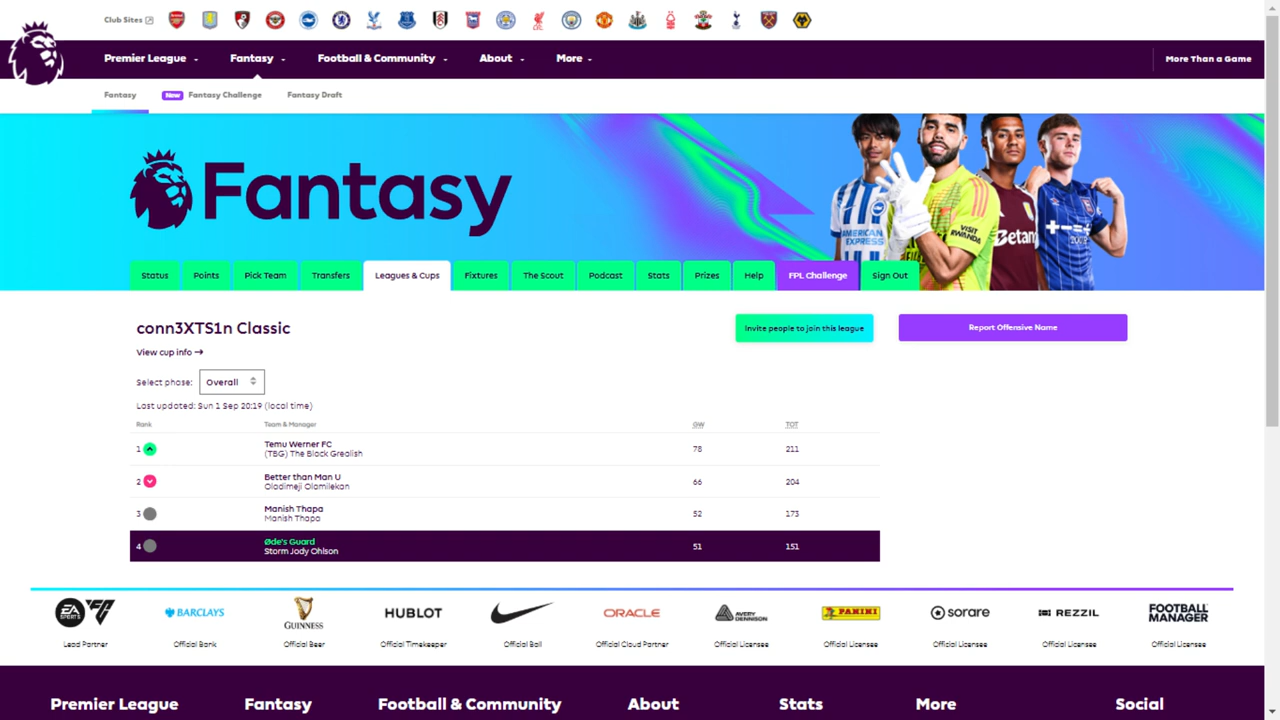 Club Sites
Premier League
Fantasy
Football & Community
About
More
More Than a Game
Fantasy
New
Fantasy Challenge
Fantasy Draft
Fantasy
AMERICAN EXPRESS
VISIT RWANDA
Betano
Status
Points
Pick Team
Transfers
Leagues & Cups
Fixtures
The Scout
Podcast
Stats
Prizes
Help
FPL Challenge
Sign Out
conn3XTS1n Classic
Invite people to join this league
Report Offensive Name
View cup info →
Select phase: Overall
Last updated: Sun 1 Sep 20:19 (local time)
Rank Team & Manager GW TOT
1 Temu Werner FC 78 211
(TBG) The Block Grealish
2 Better than Man U 66 204
Oladimeji Olamilekan
3 Manish Thapa 52 173
Manish Thapa
4 Øde's Guard 51 151
Storm Jody Ohlson
EA SPORTS FC
BARCLAYS
GUINNESS
HUBLOT
ORACLE
AVERY DENNISON
PANINI
sorare
REZZIL
FOOTBALL MANAGER
Lead Partner
Official Bank
Official Beer
Official Timekeeper
Official Ball
Official Cloud Partner
Official Licensee
Official Licensee
Official Licensee
Official Licensee
Official Licensee
Premier League
Fantasy
Football & Community
About
Stats
More
Social